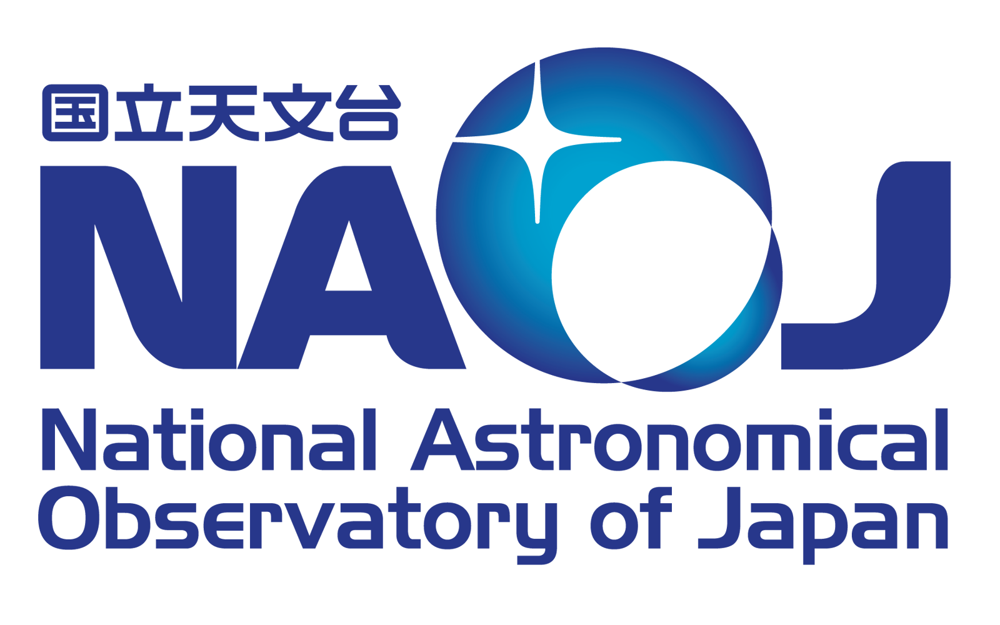 国立天文台
NAOJ
National Astronomical
Observatory of Japan